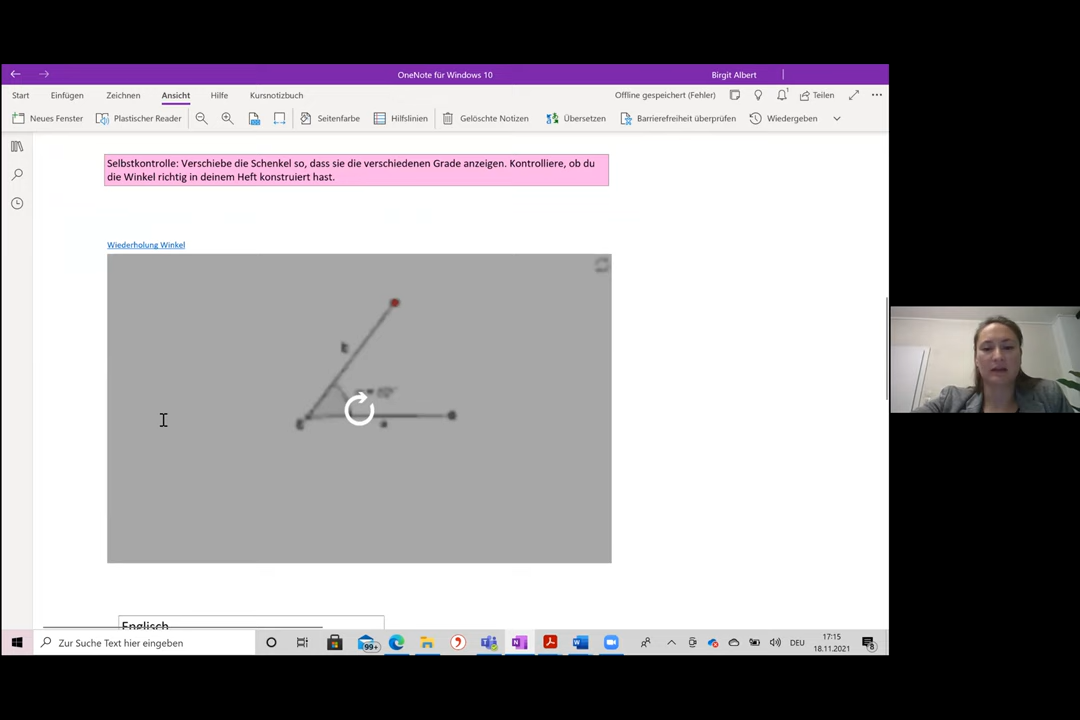 OneNote für Windows 10
Birgit Albert
Start Einfügen Zeichnen Ansicht Hilfe Kursnotizbuch
Offline gespeichert (Fehler) 1 Teilen
Neues Fenster Plastischer Reader Seitenfarbe Hilfslinien Gelöschte Notizen Übersetzen Barrierefreiheit überprüfen Wiedergeben
Selbstkontrolle: Verschiebe die Schenkel so, dass sie die verschiedenen Grade anzeigen. Kontrolliere, ob du
die Winkel richtig in deinem Heft konstruiert hast.
Wiederholung Winkel
Englisch
Zur Suche Text hier eingeben
99+
DEU
17:15
18.11.2021
8